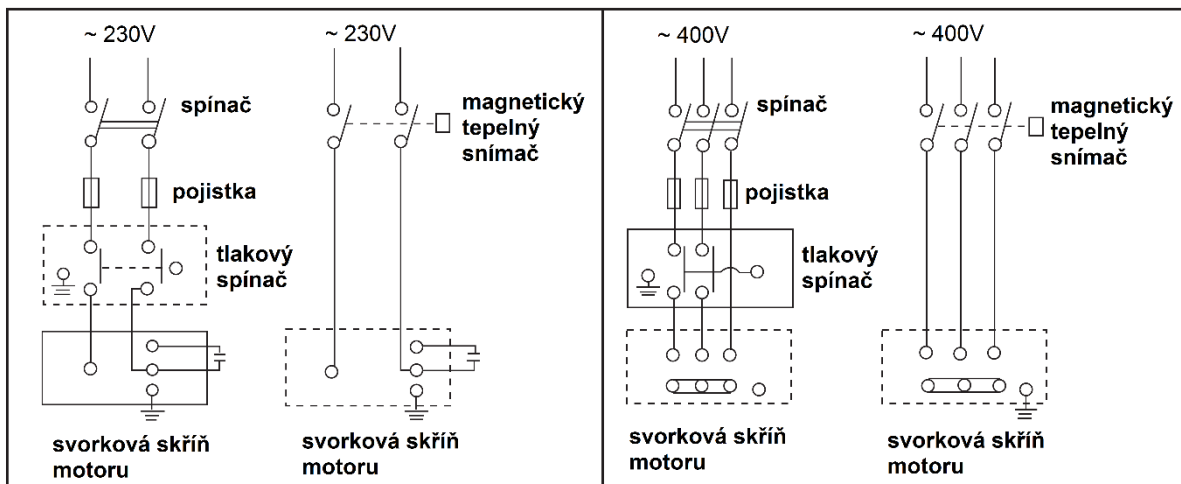 ~ 230V
spínač
pojistka
tlakový
spínač
svorková skříň
motoru
~ 230V
magnetický
tepelný
snímač
svorková skříň
motoru
~ 400V
spínač
pojistka
tlakový
spínač
svorková skříň
motoru
~ 400V
magnetický
tepelný
snímač
svorková skříň
motoru